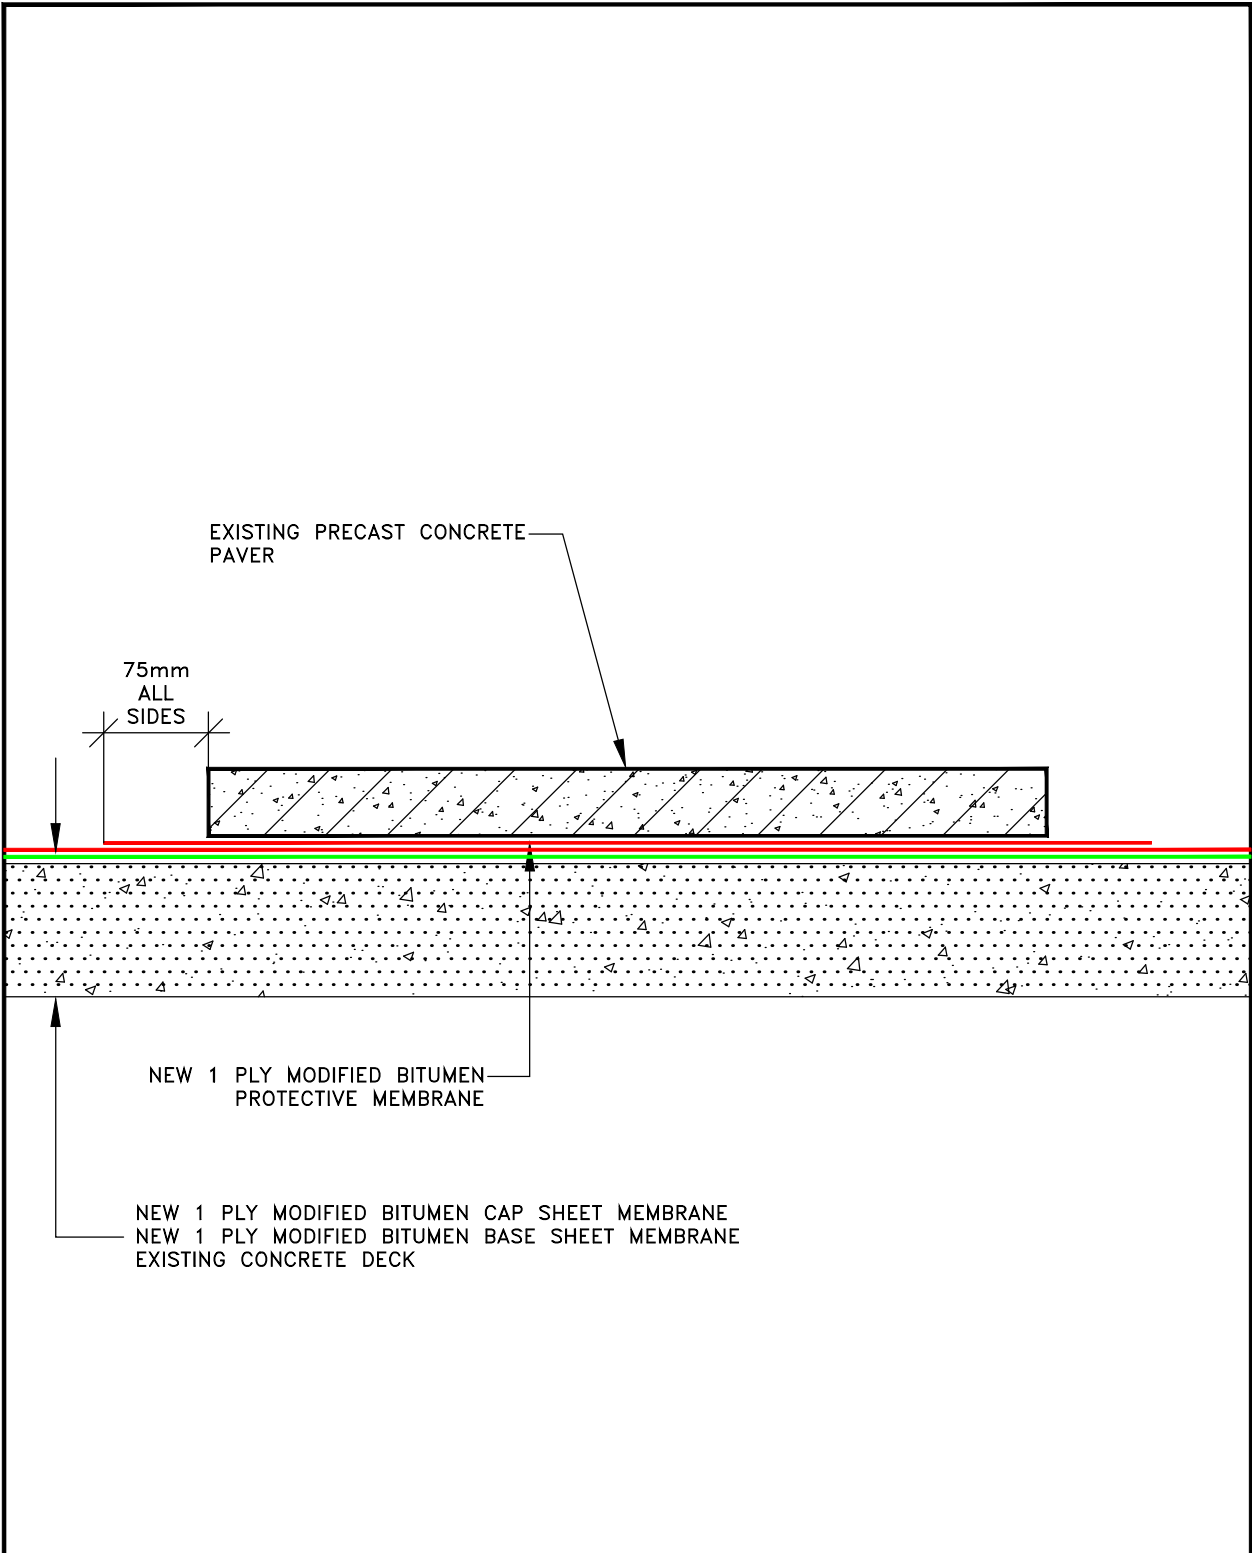 EXISTING PRECAST CONCRETE
PAVER
75mm
ALL
SIDES
NEW 1 PLY MODIFIED BITUMEN
PROTECTIVE MEMBRANE
NEW 1 PLY MODIFIED BITUMEN CAP SHEET MEMBRANE
NEW 1 PLY MODIFIED BITUMEN BASE SHEET MEMBRANE
EXISTING CONCRETE DECK